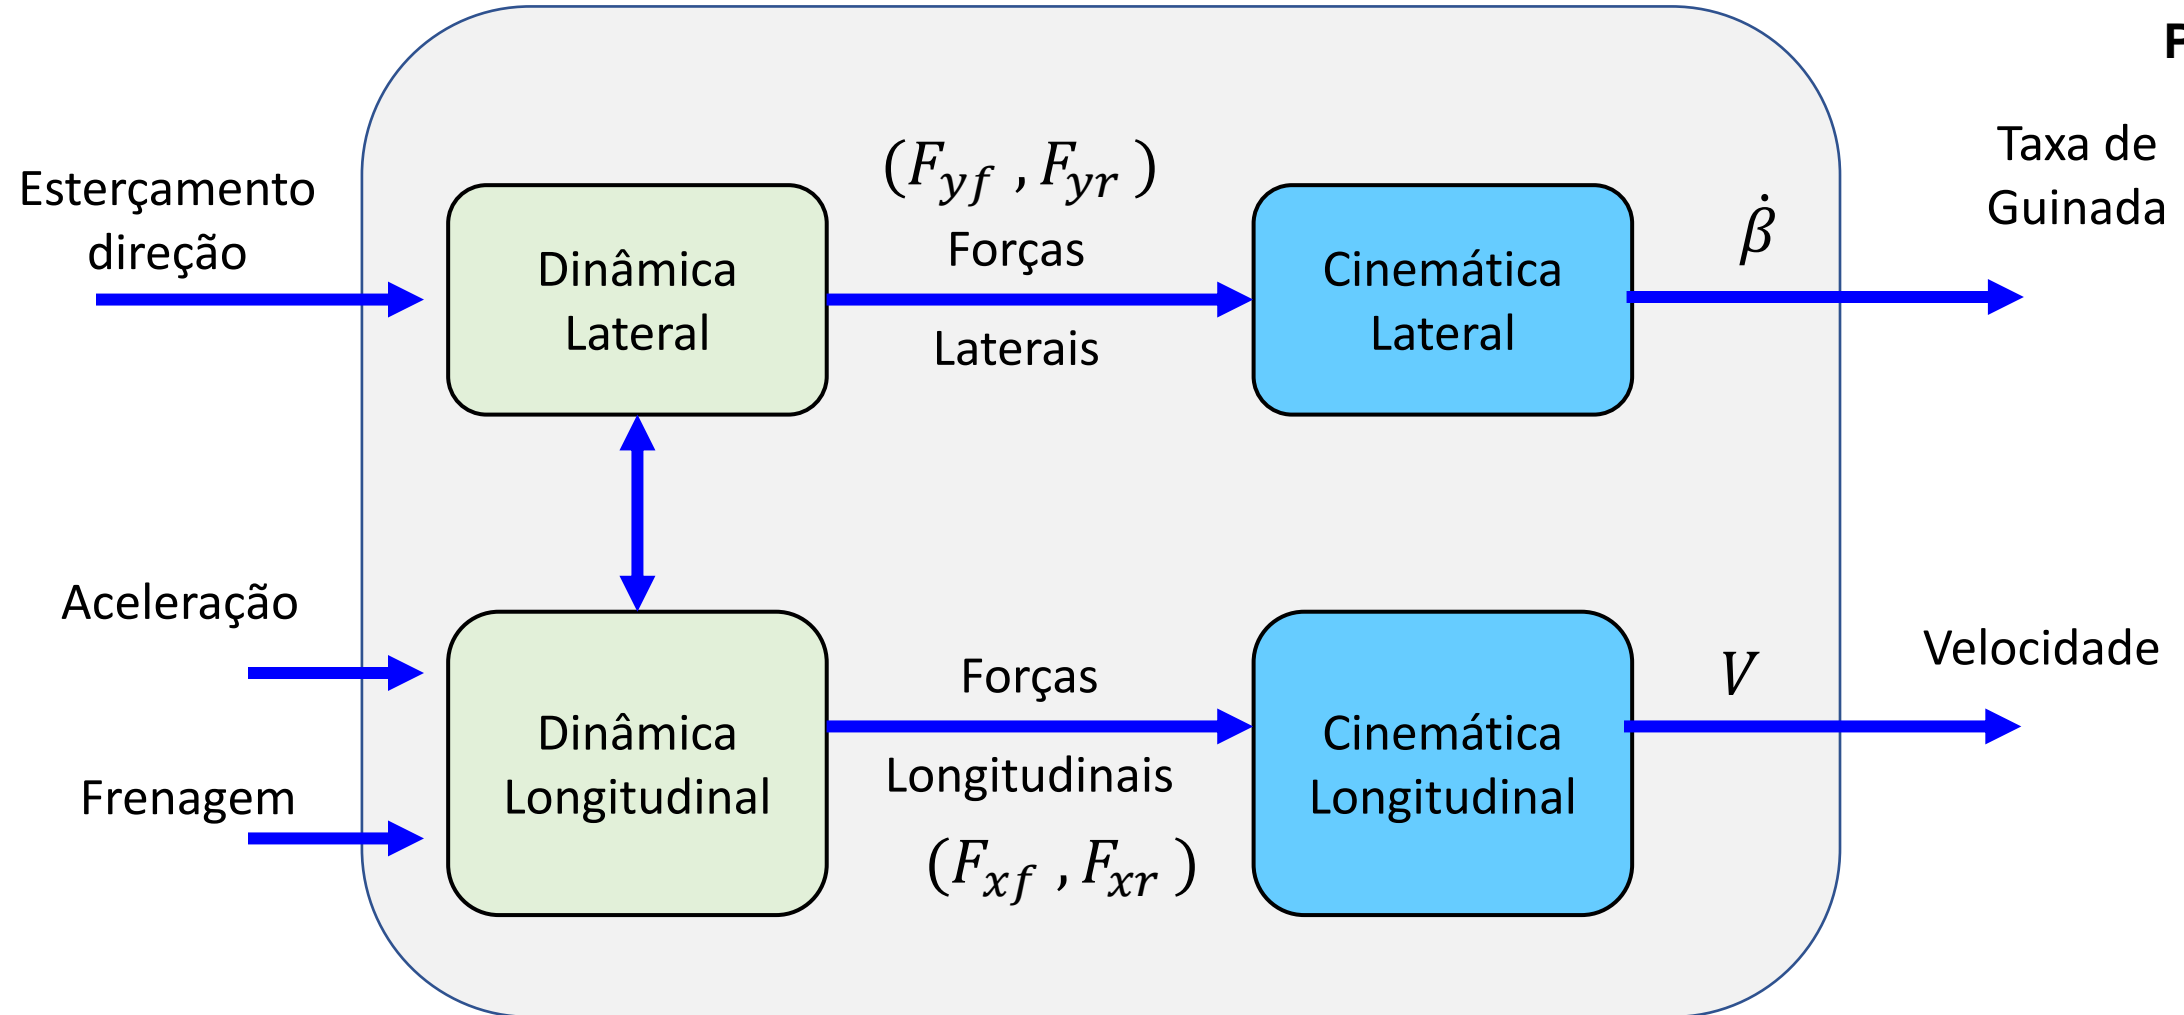 P
Taxa de
Guinada
Esterçamento
direção
(F_yf , F_yr )
Forças
Laterais
Dinâmica
Lateral
Cinemática
Lateral
β̇
Aceleração
Frenagem
Dinâmica
Longitudinal
Forças
Longitudinais
(F_xf , F_xr )
Cinemática
Longitudinal
V
Velocidade